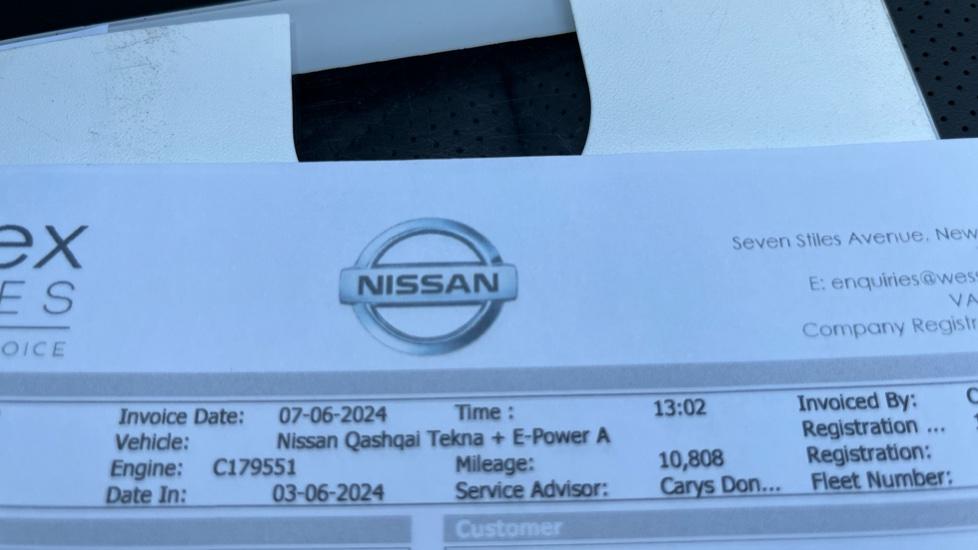 ex
ES
OICE
NISSAN
Seven Stiles Avenue, New
E: enquiries@wess
VA
Company Registr
Invoice Date: 07-06-2024 Time : 13:02 Invoiced By: C
Vehicle: Nissan Qashqai Tekna + E-Power A Registration ...
Engine: C179551 Mileage: 10,808 Registration:
Date In: 03-06-2024 Service Advisor: Carys Don... Fleet Number:
Customer